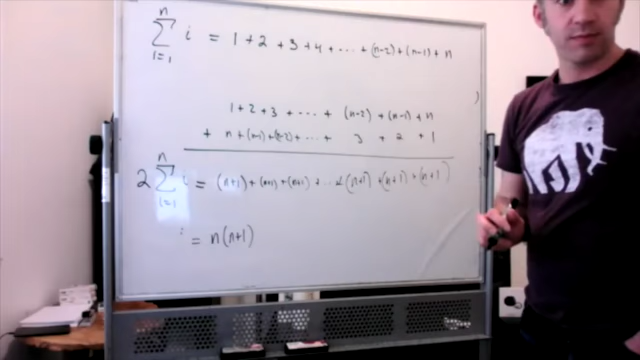 n
∑ i = 1 + 2 + 3 + 4 + ... + (n-2) + (n-1) + n
i=1
1 + 2 + 3 + ... + (n-2) + (n-1) + n
+ n + (n-1) + (n-2) + ... + 3 + 2 + 1
n
2 ∑ i = (n+1) + (n+1) + (n+1) + ... + (n+1) + (n+1) + (n+1)
i=1
= n(n+1)